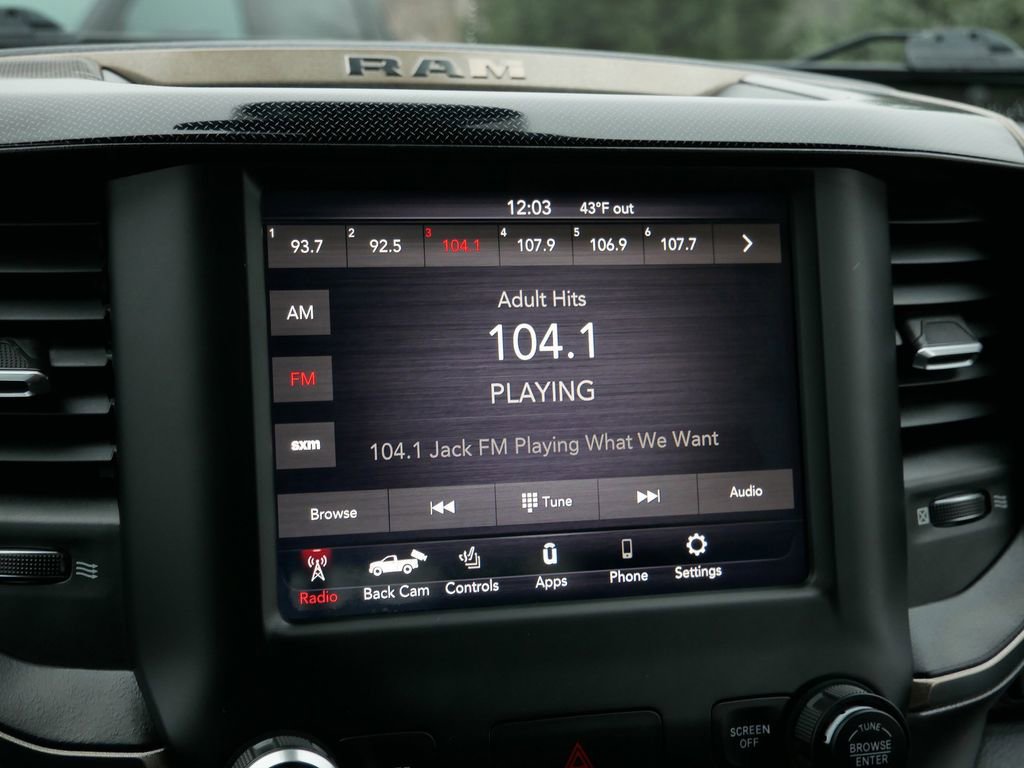 RAM
12:03 43°F out
1 93.7 2 92.5 3 104.1 4 107.9 5 106.9 6 107.7
Adult Hits
AM
104.1
FM
PLAYING
sxm
104.1 Jack FM Playing What We Want
Browse Tune Audio
Radio Back Cam Controls Apps Phone Settings
SCREEN
OFF
TUNE
BROWSE
ENTER